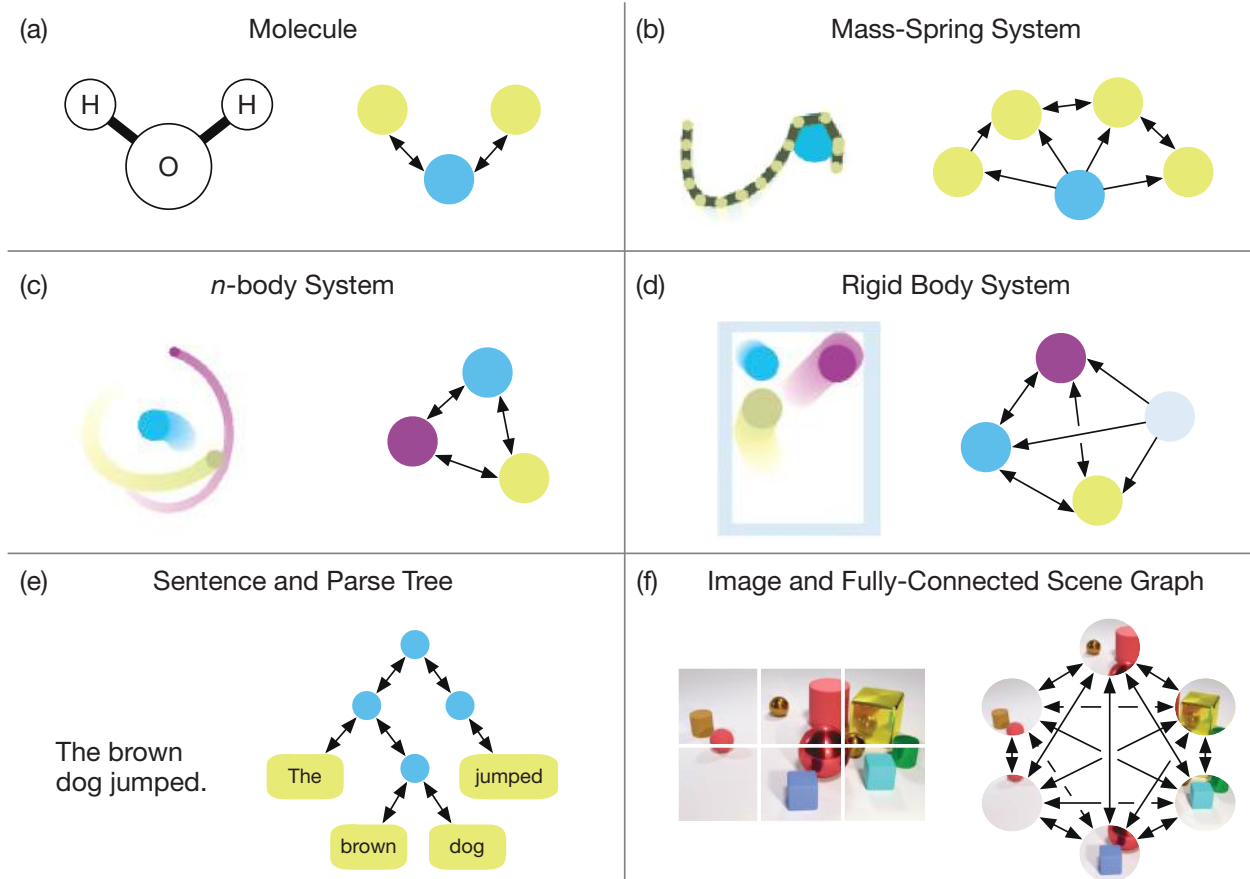 (a)
Molecule
H
H
O
(b)
Mass-Spring System
(c)
n-body System
(d)
Rigid Body System
(e)
Sentence and Parse Tree
The brown
dog jumped.
The
jumped
brown
dog
(f)
Image and Fully-Connected Scene Graph